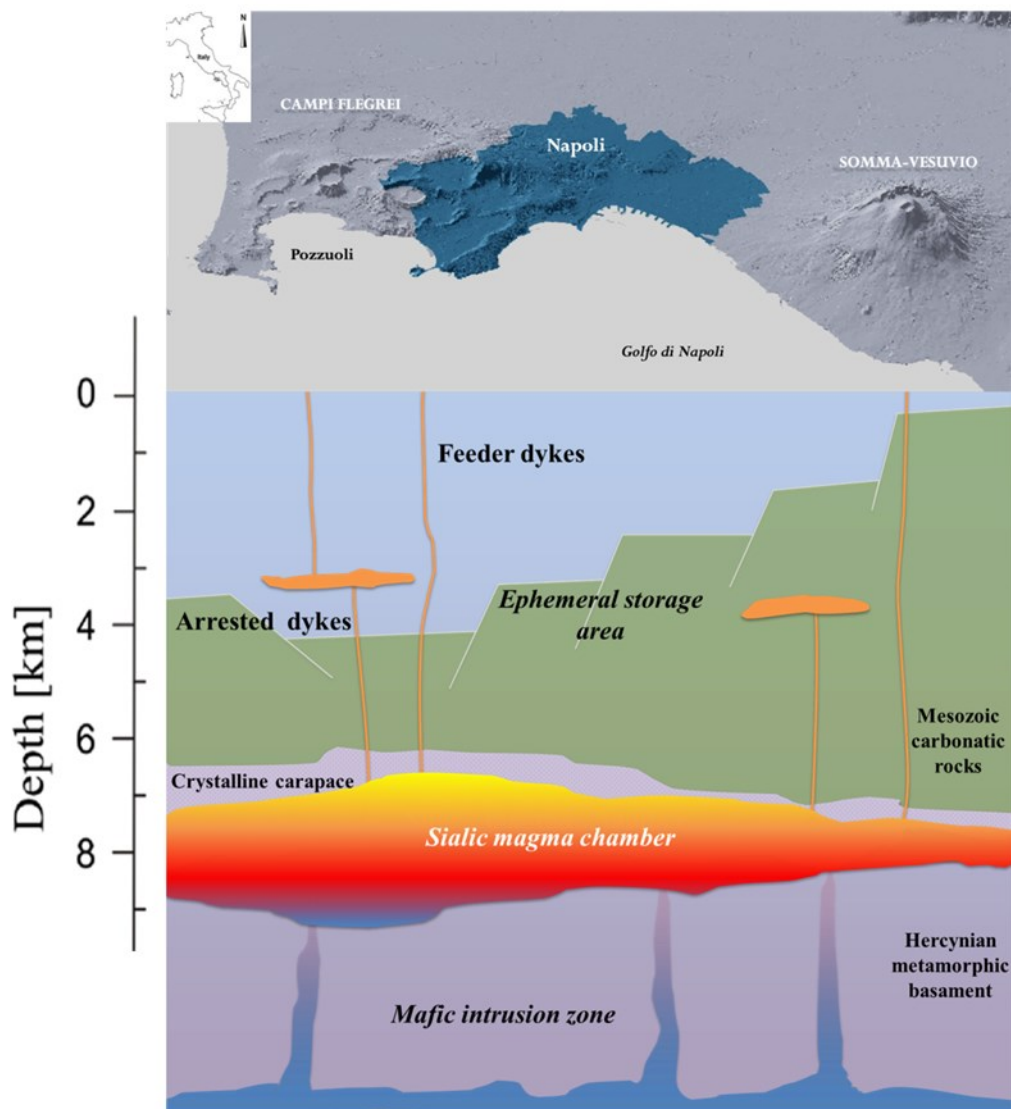 N
Italy
CAMPI FLEGREI
Napoli
SOMMA-VESUVIO
Pozzuoli
Golfo di Napoli
Depth [km]
0
2
4
6
8
Feeder dykes
Arrested dykes
Ephemeral storage
area
Mesozoic
carbonatic
rocks
Crystalline carapace
Sialic magma chamber
Hercynian
metamorphic
basament
Mafic intrusion zone